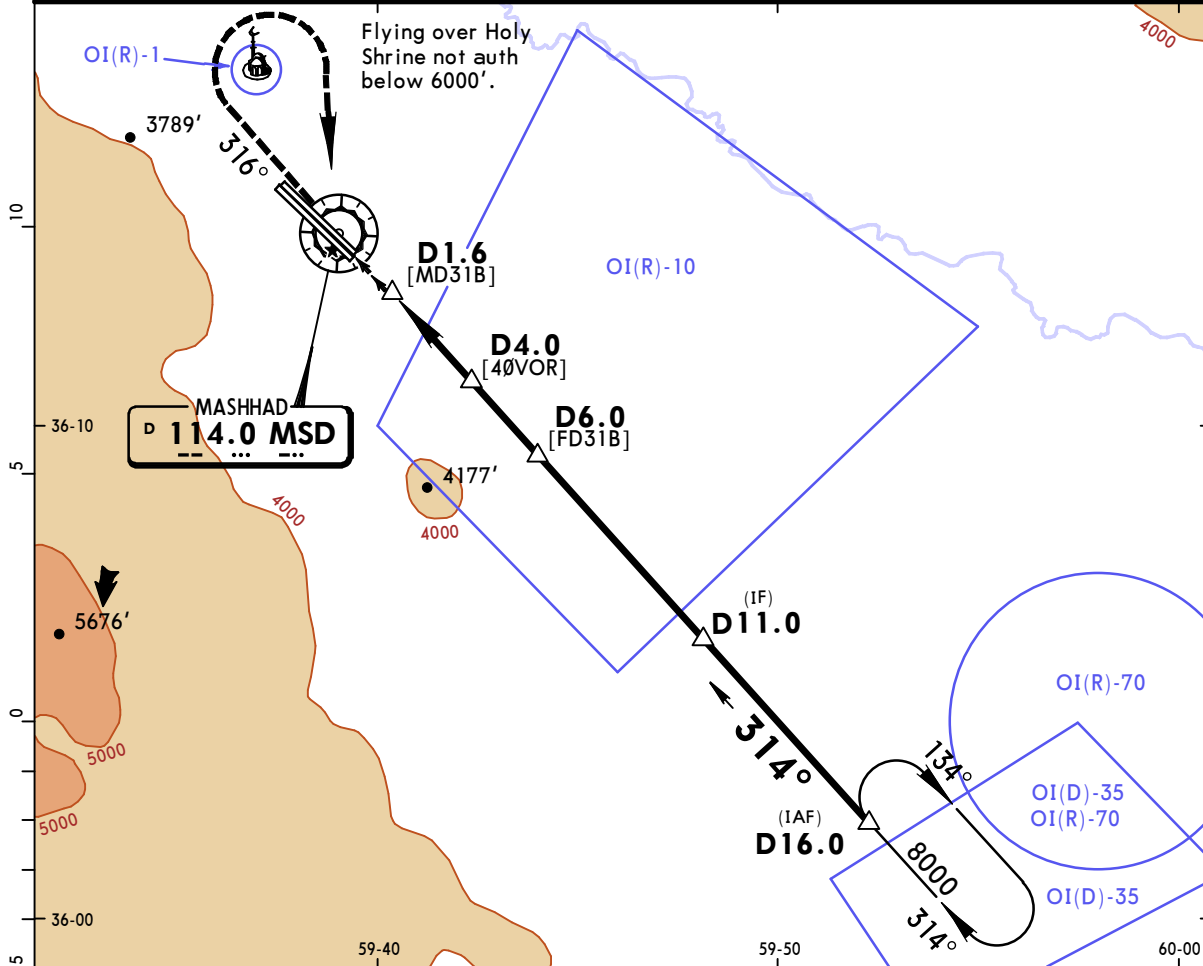 4000
Flying over Holy
Shrine not auth
below 6000'.
OI(R)-1
3789'
316°
10
D1.6
[MD31B]
OI(R)-10
D4.0
[4ØVOR]
MASHHAD
D 114.0 MSD
36-10
D6.0
[FD31B]
5
4177'
4000
4000
5676'
(IF)
D11.0
OI(R)-70
0
5000
314°
134°
OI(D)-35
OI(R)-70
5000
(IAF)
D16.0
8000
OI(D)-35
36-00
314°
5
59-40
59-50
60-00